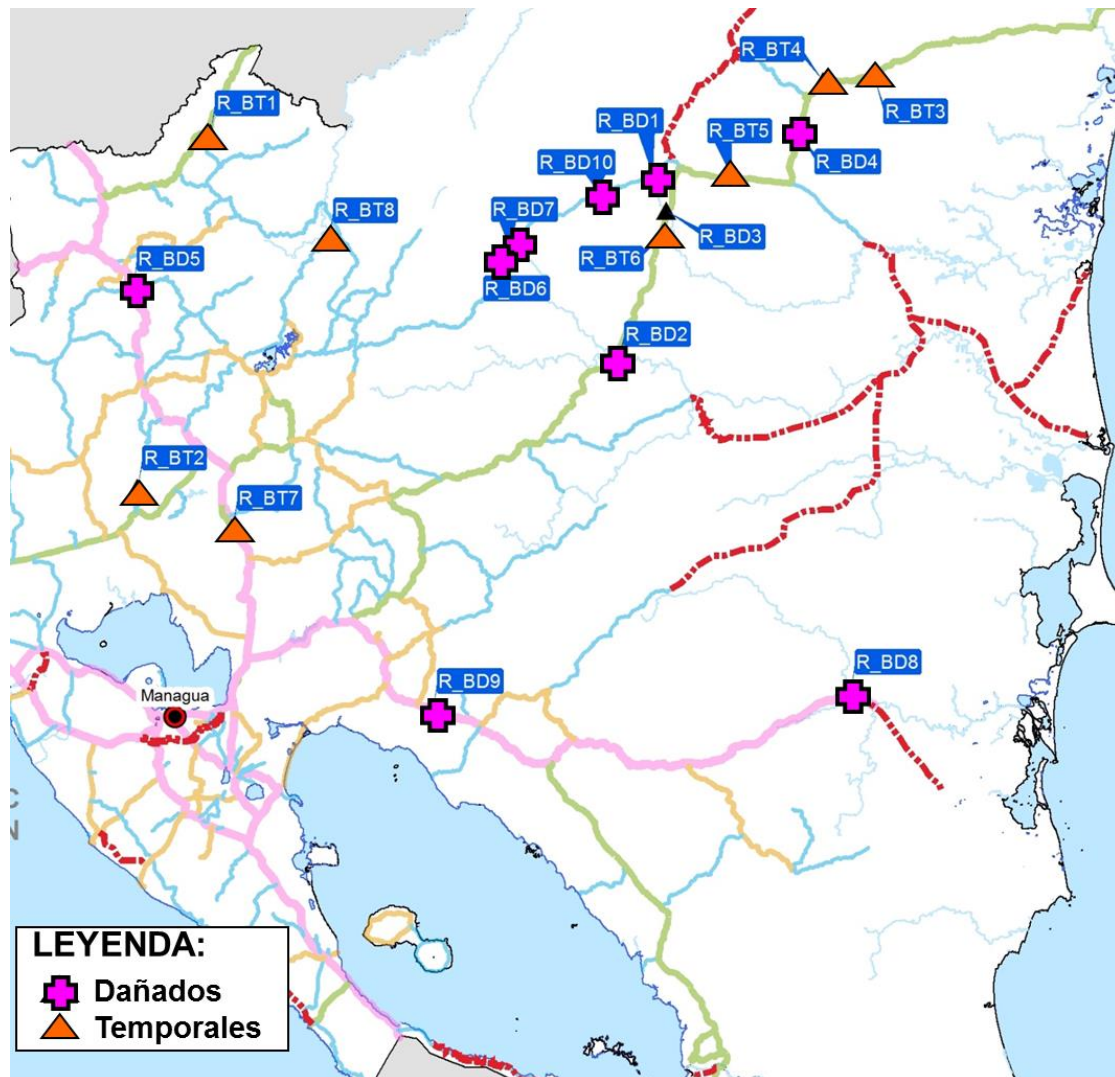 R_BT4
R_BT1
R_BD1
R_BT5
R_BT3
R_BD10
R_BD4
R_BD7
R_BT8
R_BD3
R_BT6
R_BD5
R_BD6
R_BD2
R_BT2
R_BT7
R_BD8
R_BD9
Managua
C
N
LEYENDA:
Dañados
Temporales